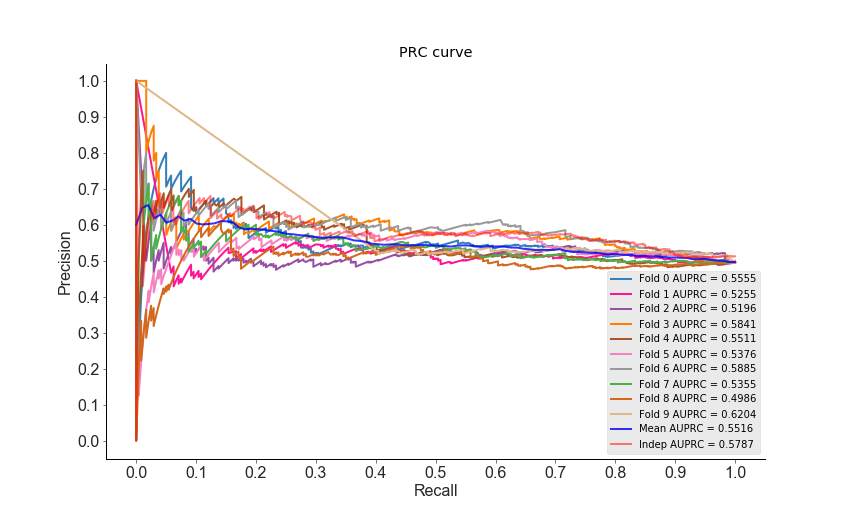 PRC curve
Precision
1.0
0.9
0.8
0.7
0.6
0.5
0.4
0.3
0.2
0.1
0.0
Fold 0 AUPRC = 0.5555
Fold 1 AUPRC = 0.5255
Fold 2 AUPRC = 0.5196
Fold 3 AUPRC = 0.5841
Fold 4 AUPRC = 0.5511
Fold 5 AUPRC = 0.5376
Fold 6 AUPRC = 0.5885
Fold 7 AUPRC = 0.5355
Fold 8 AUPRC = 0.4986
Fold 9 AUPRC = 0.6204
Mean AUPRC = 0.5516
Indep AUPRC = 0.5787
0.0 0.1 0.2 0.3 0.4 0.5 0.6 0.7 0.8 0.9 1.0
Recall